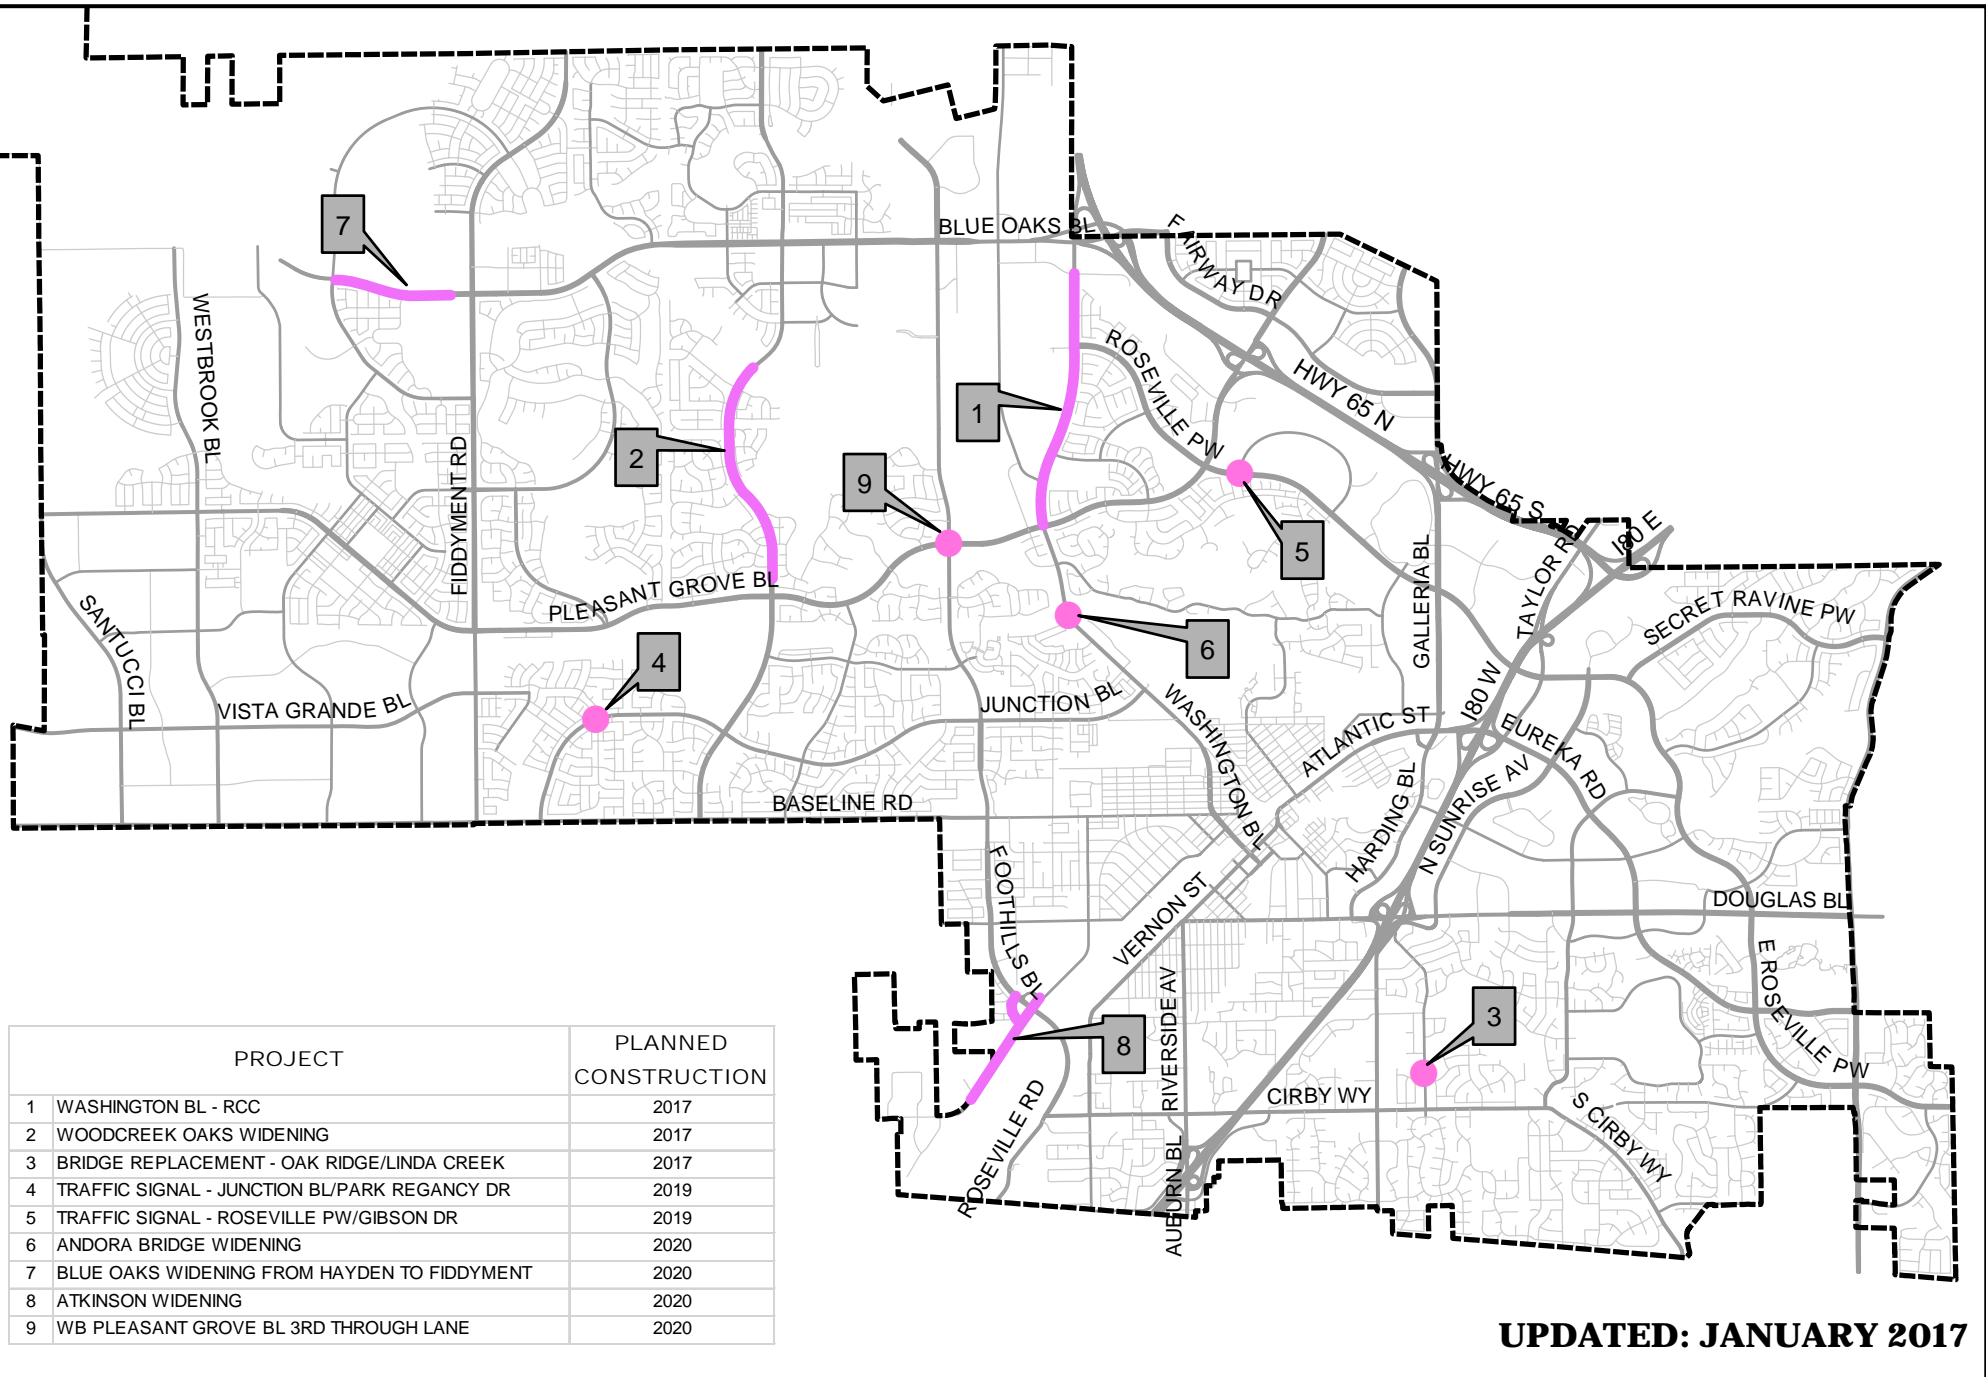 BLUE OAKS BL
FAIRWAY DR
7
WESTBROOK BL
ROSEVILLE PW
HWY 65 N
1
2
9
FIDDYMENT RD
HWY 65 S
5
I80 E
TAYLOR RD
GALLERIA BL
PLEASANT GROVE BL
SANTUCCI BL
SECRET RAVINE PW
4
6
VISTA GRANDE BL
JUNCTION BL
WASHINGTON BL
I80 W
ATLANTIC ST
EUREKA RD
BASELINE RD
HARDING BL
N SUNRISE AV
FOOTHILLS BL
VERNON ST
DOUGLAS BL
E ROSEVILLE PW
RIVERSIDE AV
3
8
CIRBY WY
S CIRBY WY
ROSEVILLE RD
AUBURN BL
PROJECT PLANNED
CONSTRUCTION
1 WASHINGTON BL - RCC 2017
2 WOODCREEK OAKS WIDENING 2017
3 BRIDGE REPLACEMENT - OAK RIDGE/LINDA CREEK 2017
4 TRAFFIC SIGNAL - JUNCTION BL/PARK REGANCY DR 2019
5 TRAFFIC SIGNAL - ROSEVILLE PW/GIBSON DR 2019
6 ANDORA BRIDGE WIDENING 2020
7 BLUE OAKS WIDENING FROM HAYDEN TO FIDDYMENT 2020
8 ATKINSON WIDENING 2020
9 WB PLEASANT GROVE BL 3RD THROUGH LANE 2020
UPDATED: JANUARY 2017